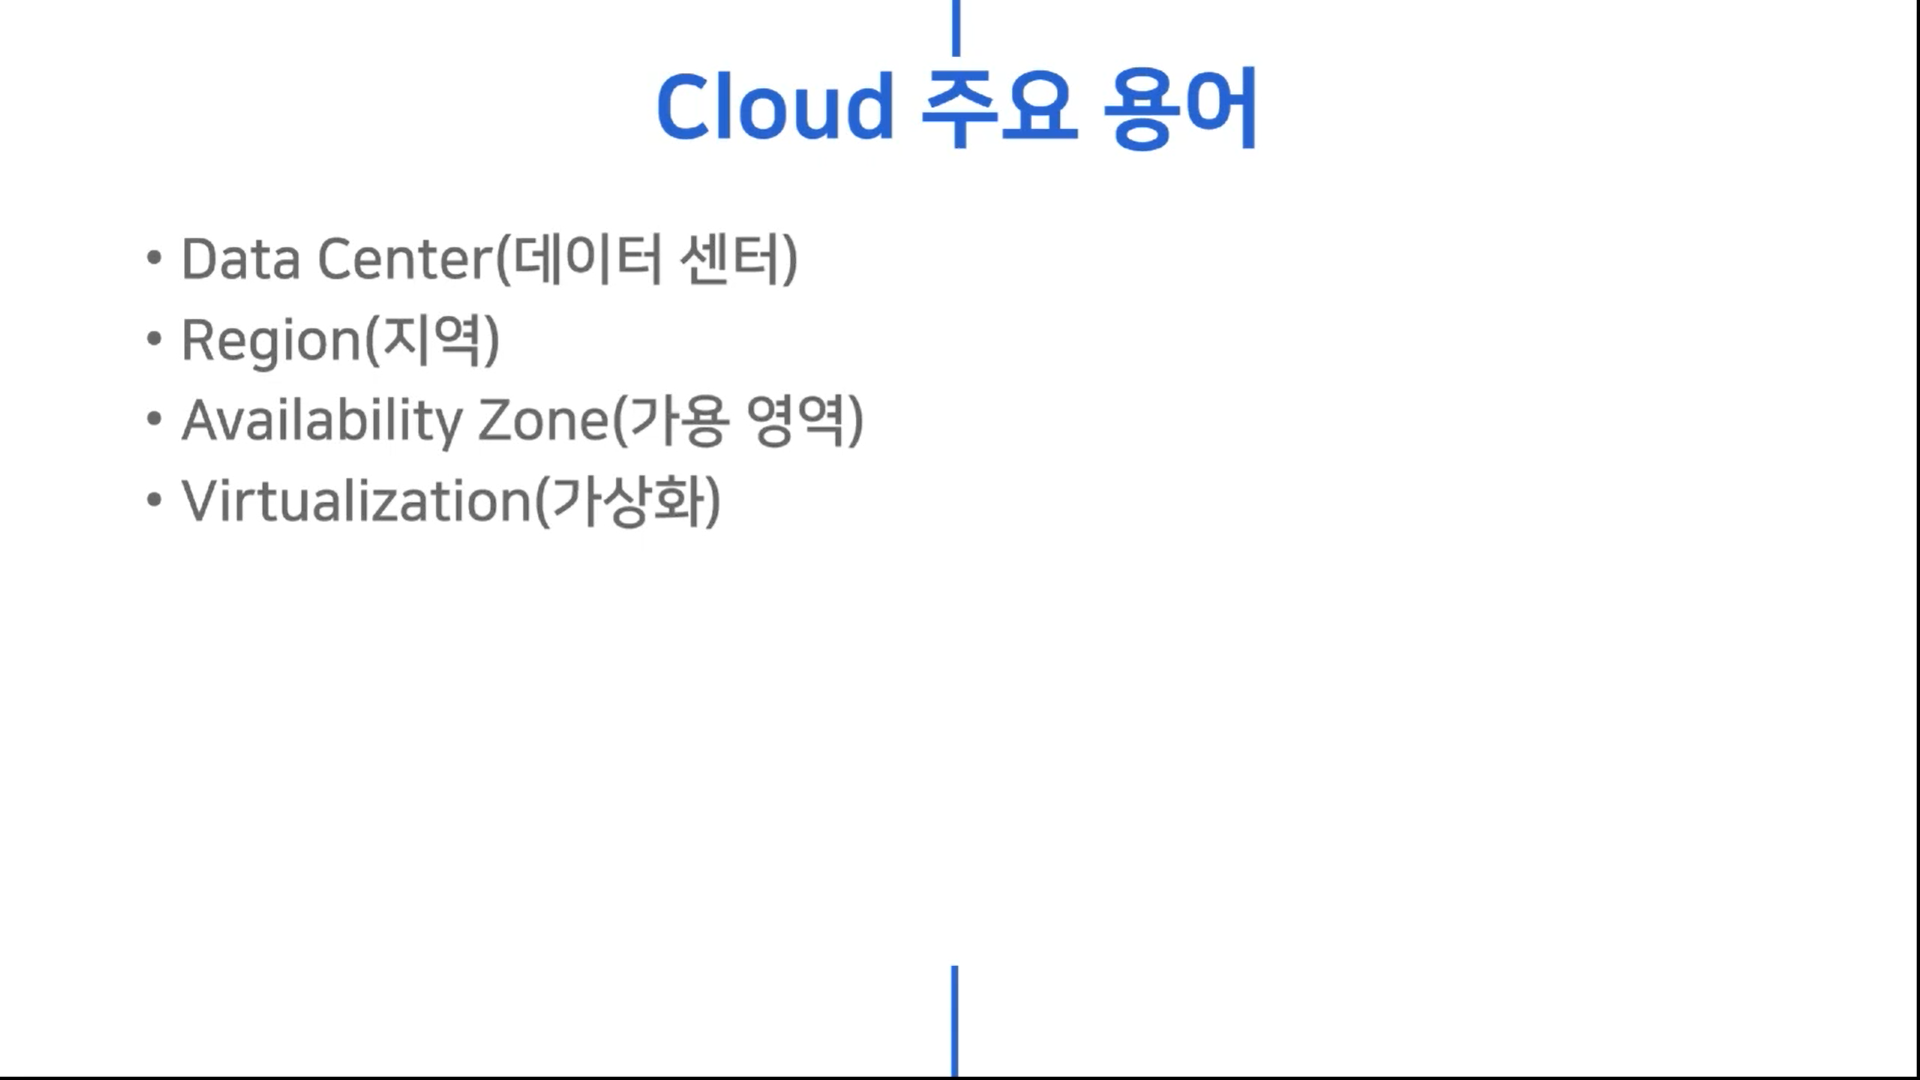 Cloud 주요 용어
• Data Center(데이터 센터)
• Region(지역)
• Availability Zone(가용 영역)
• Virtualization(가상화)